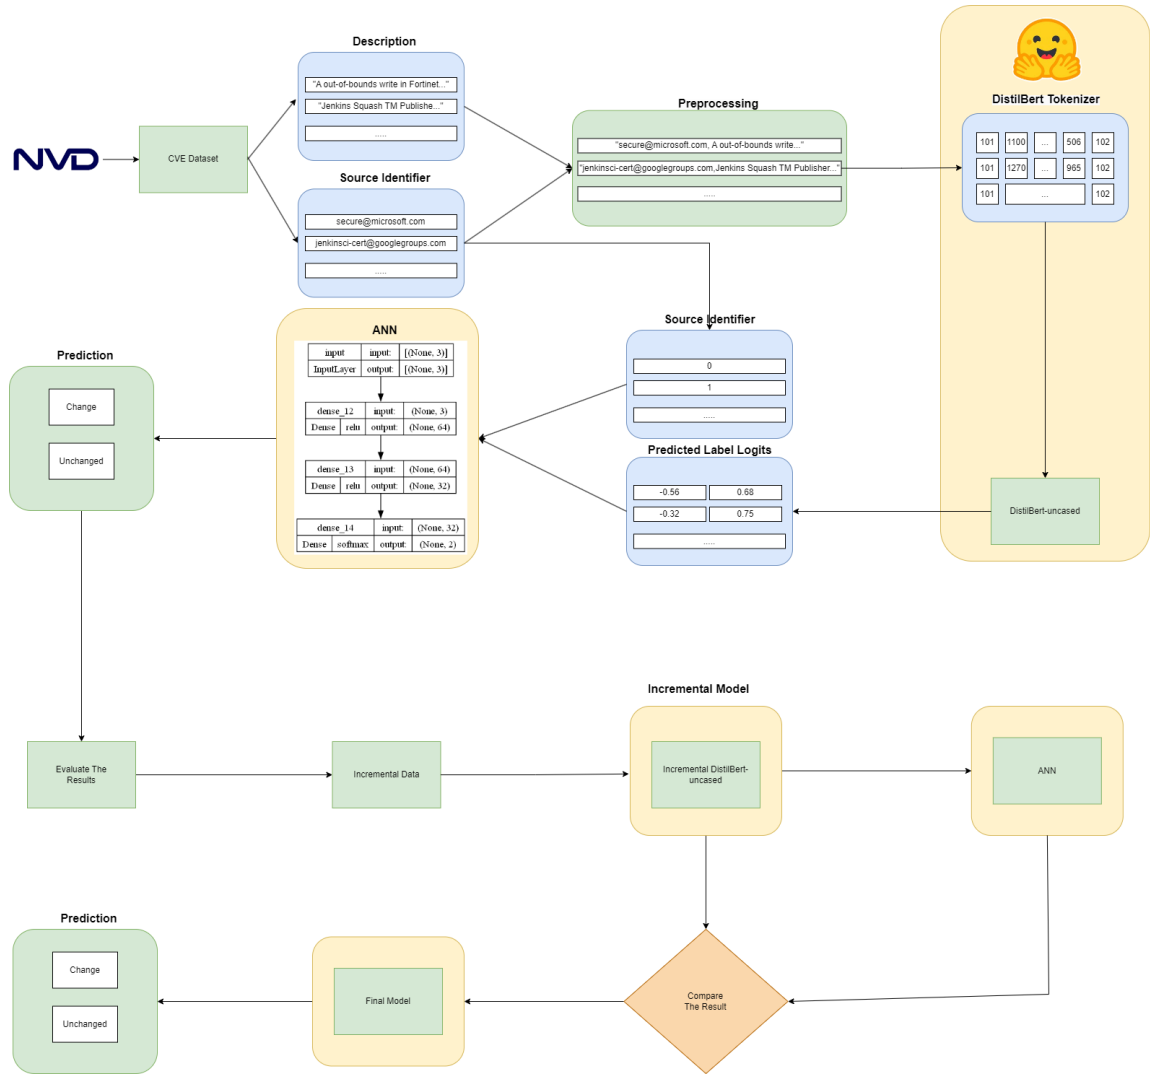 Description
"A out-of-bounds write in Fortinet..."
"Jenkins Squash TM Publishe..."
.....
NVD
CVE Dataset
Source Identifier
secure@microsoft.com
jenkinsci-cert@googlegroups.com
.....
Preprocessing
"secure@microsoft.com, A out-of-bounds write..."
"jenkinsci-cert@googlegroups.com,Jenkins Squash TM Publisher..."
.....
DistilBert Tokenizer
101 1100 ... 506 102
101 1270 ... 965 102
101 ... 102
DistilBert-uncased
Source Identifier
0
1
.....
Predicted Label Logits
-0.56 0.68
-0.32 0.75
.....
ANN
input input: [(None, 3)]
InputLayer output: [(None, 3)]
dense_12 input: (None, 3)
Dense relu output: (None, 64)
dense_13 input: (None, 64)
Dense relu output: (None, 32)
dense_14 input: (None, 32)
Dense softmax output: (None, 2)
Prediction
Change
Unchanged
Evaluate The
Results
Incremental Data
Incremental Model
Incremental DistilBert-
uncased
ANN
Compare
The Result
Final Model
Prediction
Change
Unchanged